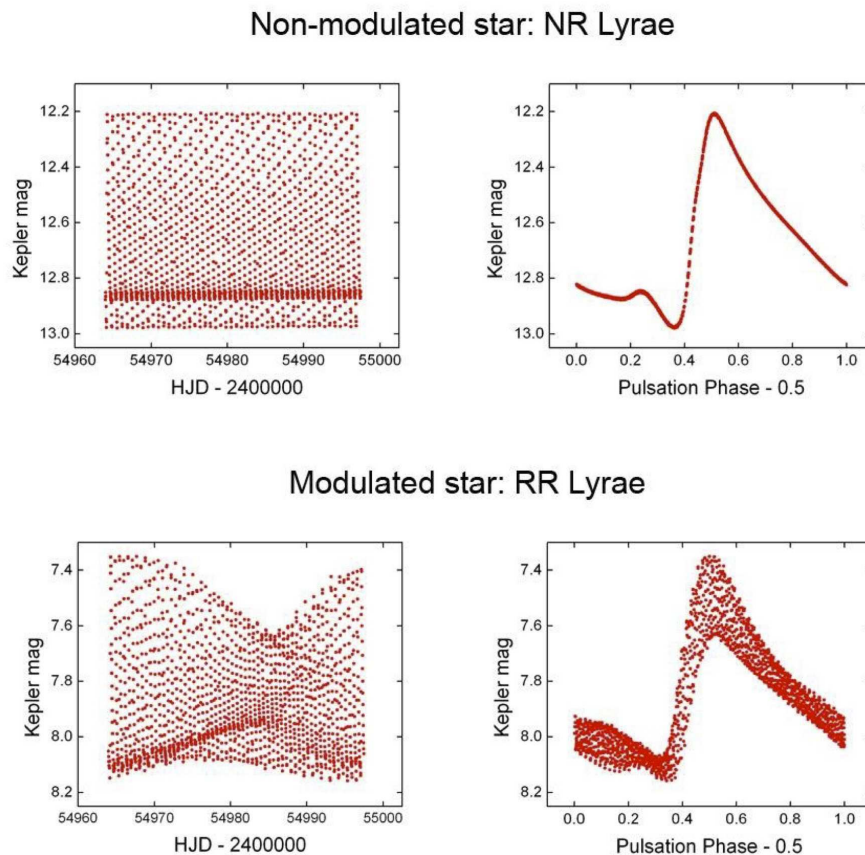 Non-modulated star: NR Lyrae
Kepler mag
12.2
12.4
12.6
12.8
13.0
54960 54970 54980 54990 55000
HJD - 2400000
Kepler mag
12.2
12.4
12.6
12.8
13.0
0.0 0.2 0.4 0.6 0.8 1.0
Pulsation Phase - 0.5
Modulated star: RR Lyrae
Kepler mag
7.4
7.6
7.8
8.0
8.2
54960 54970 54980 54990 55000
HJD - 2400000
Kepler mag
7.4
7.6
7.8
8.0
8.2
0.0 0.2 0.4 0.6 0.8 1.0
Pulsation Phase - 0.5